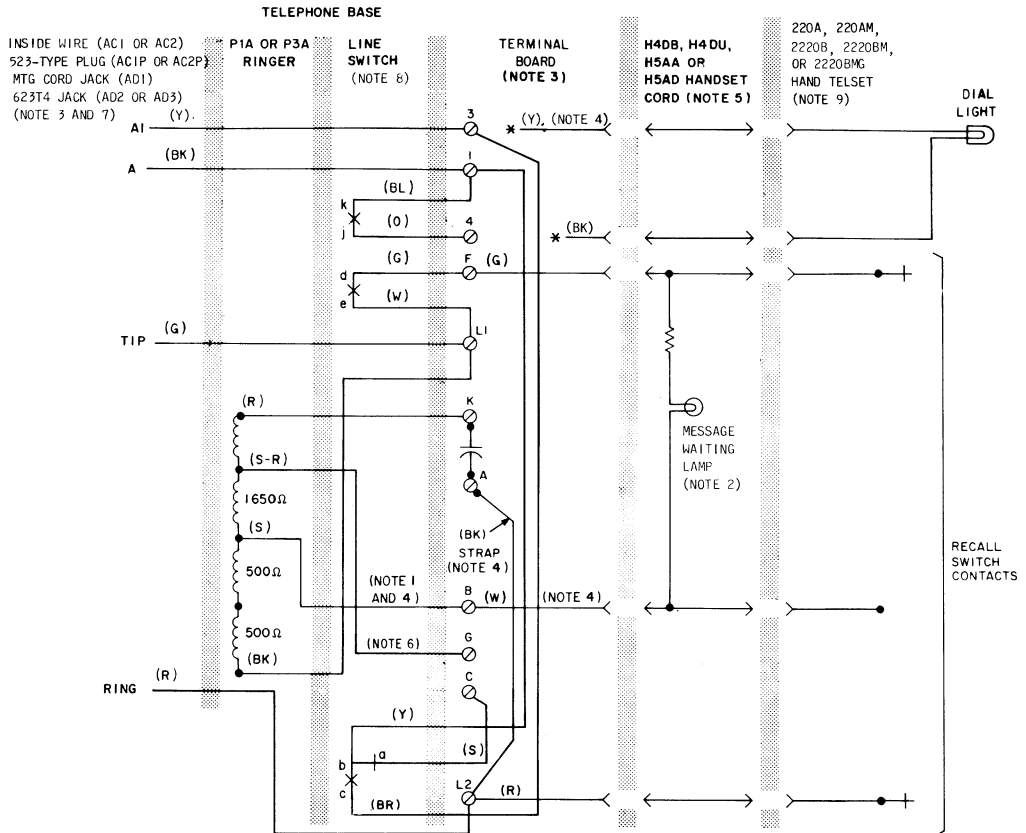 TELEPHONE BASE
INSIDE WIRE (AC1 OR AC2)
523-TYPE PLUG (AC1P OR AC2P)
MTG CORD JACK (AD1)
623T4 JACK (AD2 OR AD3)
(NOTE 3 AND 7)
P1A OR P3A
RINGER
LINE
SWITCH
(NOTE 8)
TERMINAL
BOARD
(NOTE 3)
H4DB, H4DU,
H5AA OR
H5AD HANDSET
CORD (NOTE 5)
220A, 220AM,
2220B, 2220BM,
OR 2220BMG
HAND TELSET
(NOTE 9)
DIAL
LIGHT
(Y).
A1
3
* (Y), (NOTE 4)
(BK)
A
1
(BL)
k
(O)
j
4
* (BK)
(G)
F
(G)
d
(W)
e
L1
(G)
TIP
(R)
K
MESSAGE
WAITING
LAMP
(NOTE 2)
(S-R)
A
1650Ω
(S)
(BK)
STRAP
(NOTE 4)
500Ω
(NOTE 1
AND 4)
B
(W)
(NOTE 4)
RECALL
SWITCH
CONTACTS
500Ω
(NOTE 6)
G
(BK)
C
(R)
RING
(Y)
a
(S)
b
c
L2
(R)
(BR)